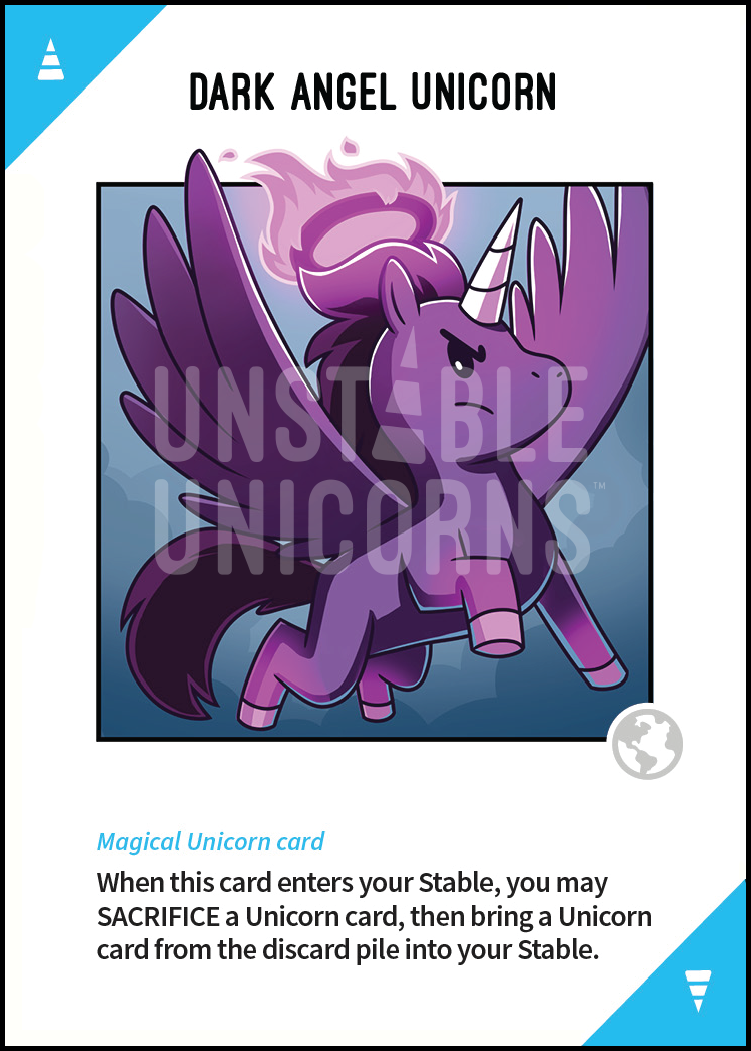 DARK ANGEL UNICORN
UNSTABLE
UNICORNS™
Magical Unicorn card
When this card enters your Stable, you may
SACRIFICE a Unicorn card, then bring a Unicorn
card from the discard pile into your Stable.